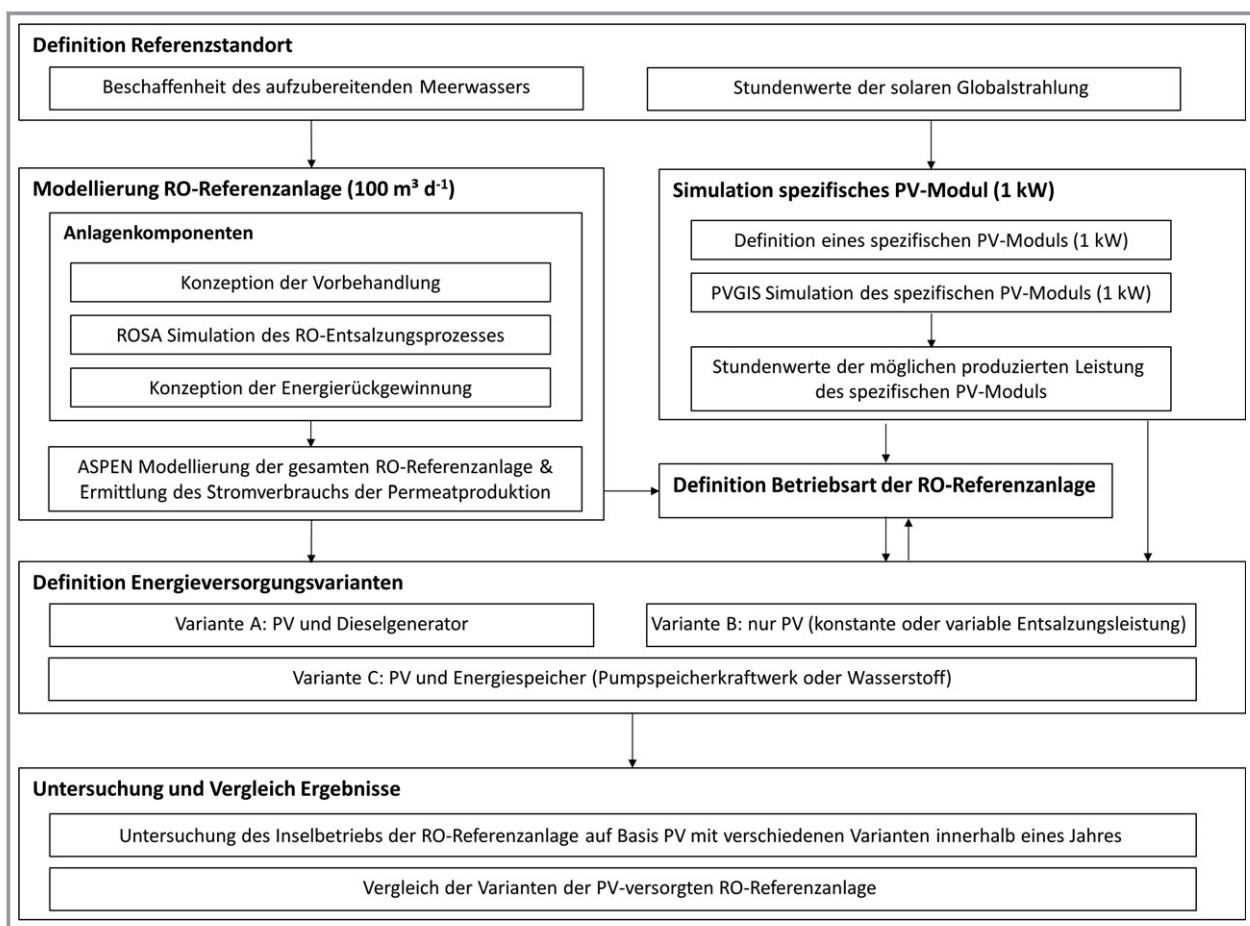 Definition Referenzstandort
Beschaffenheit des aufzubereitenden Meerwassers
Stundenwerte der solaren Globalstrahlung
Modellierung RO-Referenzanlage (100 m³ d⁻¹)
Anlagenkomponenten
Konzeption der Vorbehandlung
ROSA Simulation des RO-Entsalzungsprozesses
Konzeption der Energierückgewinnung
ASPEN Modellierung der gesamten RO-Referenzanlage &
Ermittlung des Stromverbrauchs der Permeatproduktion
Simulation spezifisches PV-Modul (1 kW)
Definition eines spezifischen PV-Moduls (1 kW)
PVGIS Simulation des spezifischen PV-Moduls (1 kW)
Stundenwerte der möglichen produzierten Leistung
des spezifischen PV-Moduls
Definition Betriebsart der RO-Referenzanlage
Definition Energieversorgungsvarianten
Variante A: PV und Dieselgenerator
Variante B: nur PV (konstante oder variable Entsalzungsleistung)
Variante C: PV und Energiespeicher (Pumpspeicherkraftwerk oder Wasserstoff)
Untersuchung und Vergleich Ergebnisse
Untersuchung des Inselbetriebs der RO-Referenzanlage auf Basis PV mit verschiedenen Varianten innerhalb eines Jahres
Vergleich der Varianten der PV-versorgten RO-Referenzanlage